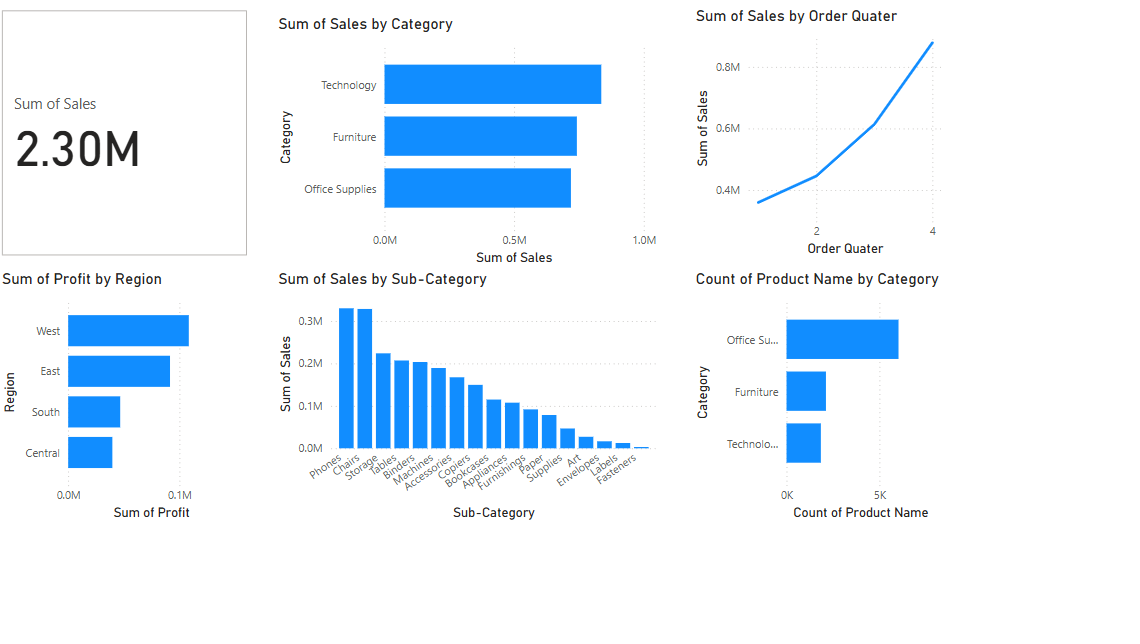 Sum of Sales
2.30M
Sum of Sales by Category
Category
Technology
Furniture
Office Supplies
0.0M 0.5M 1.0M
Sum of Sales
Sum of Sales by Order Quater
Sum of Sales
0.8M
0.6M
0.4M
2 4
Order Quater
Sum of Profit by Region
Region
West
East
South
Central
0.0M 0.1M
Sum of Profit
Sum of Sales by Sub-Category
Sum of Sales
0.3M
0.2M
0.1M
0.0M
Phones
Chairs
Storage
Tables
Binders
Machines
Accessories
Copiers
Bookcases
Appliances
Furnishings
Paper
Supplies
Art
Envelopes
Labels
Fasteners
Sub-Category
Count of Product Name by Category
Category
Office Su...
Furniture
Technolo...
0K 5K
Count of Product Name